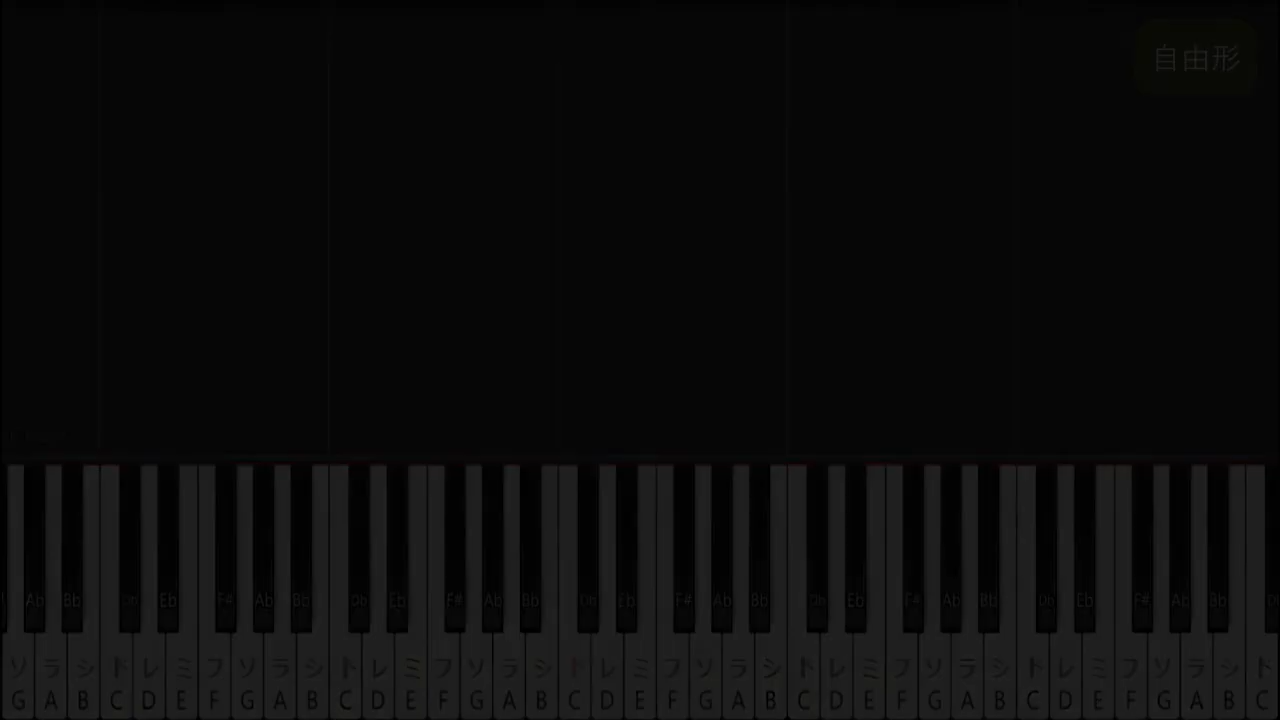 自由形
Ab Bb Db Eb F# Ab Bb Db Eb F# Ab Bb Db Eb F# Ab Bb Db Eb F# Ab Bb Db Eb F# Ab Bb
ソ ラ シ ド レ ミ フ ソ ラ シ ド レ ミ フ ソ ラ シ ド レ ミ フ ソ ラ シ ド レ ミ フ ソ ラ シ ド レ ミ フ ソ ラ シ ド
G A B C D E F G A B C D E F G A B C D E F G A B C D E F G A B C D E F G A B C